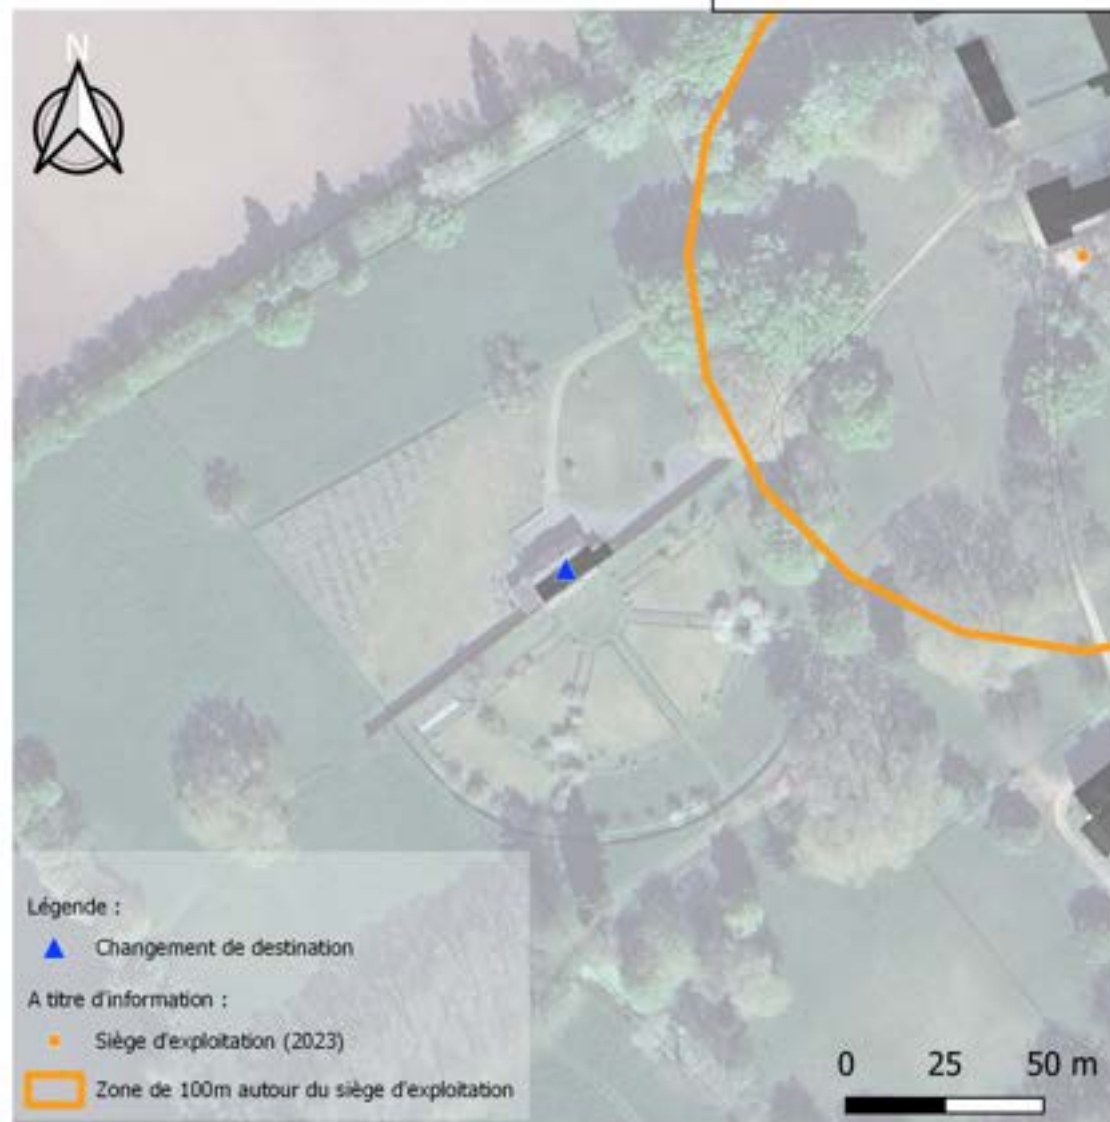 N
Légende :
Changement de destination
A titre d'information :
Siège d'exploitation (2023)
Zone de 100m autour du siège d'exploitation
0 25 50 m